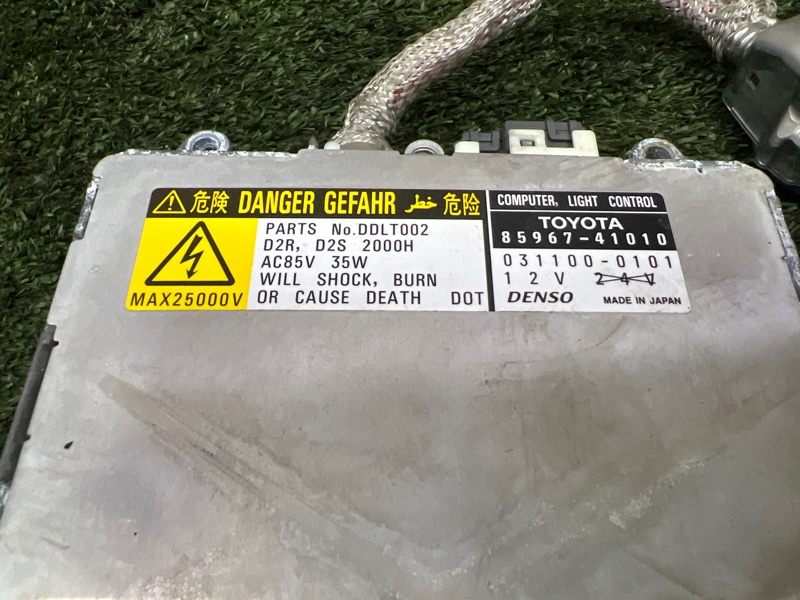 危険 DANGER GEFAHR خطر 危险
MAX25000V
PARTS No.DDLT002
D2R, D2S 2000H
AC85V 35W
WILL SHOCK, BURN
OR CAUSE DEATH DOT
COMPUTER, LIGHT CONTROL
TOYOTA
85967-41010
031100-0101
12V 24V
DENSO MADE IN JAPAN